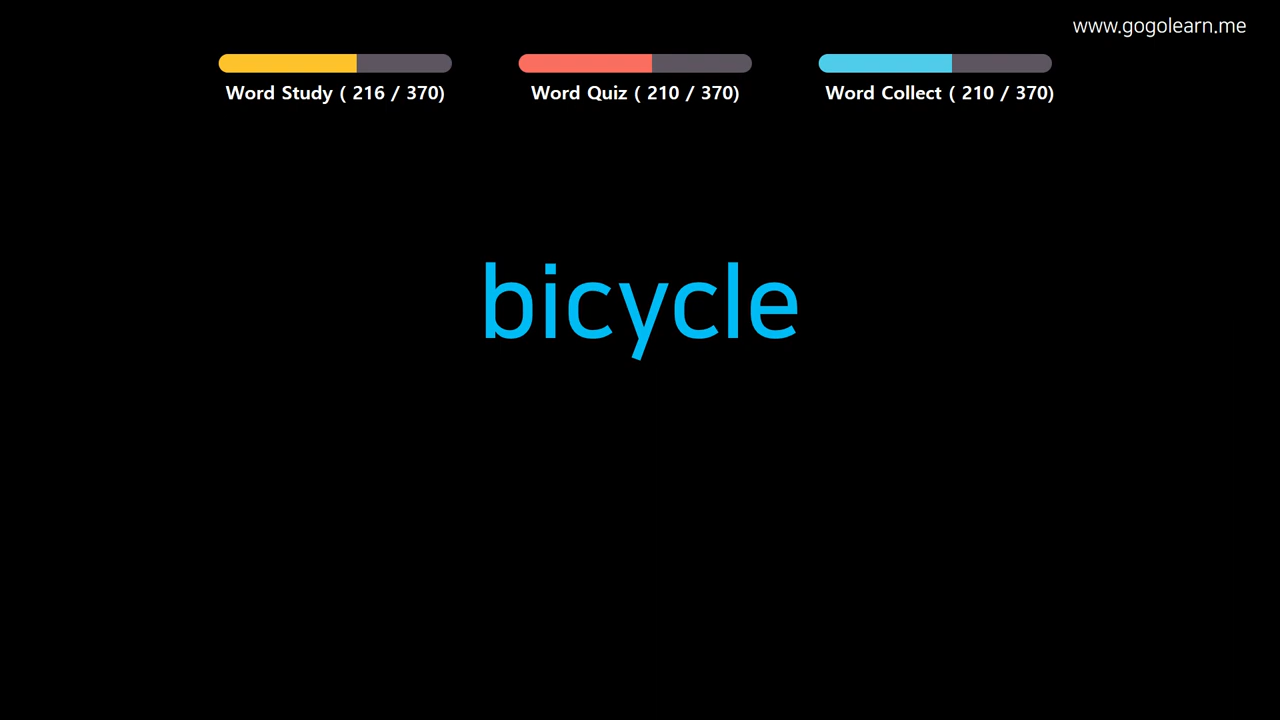 www.gogolearn.me
Word Study ( 216 / 370)
Word Quiz ( 210 / 370)
Word Collect ( 210 / 370)
bicycle